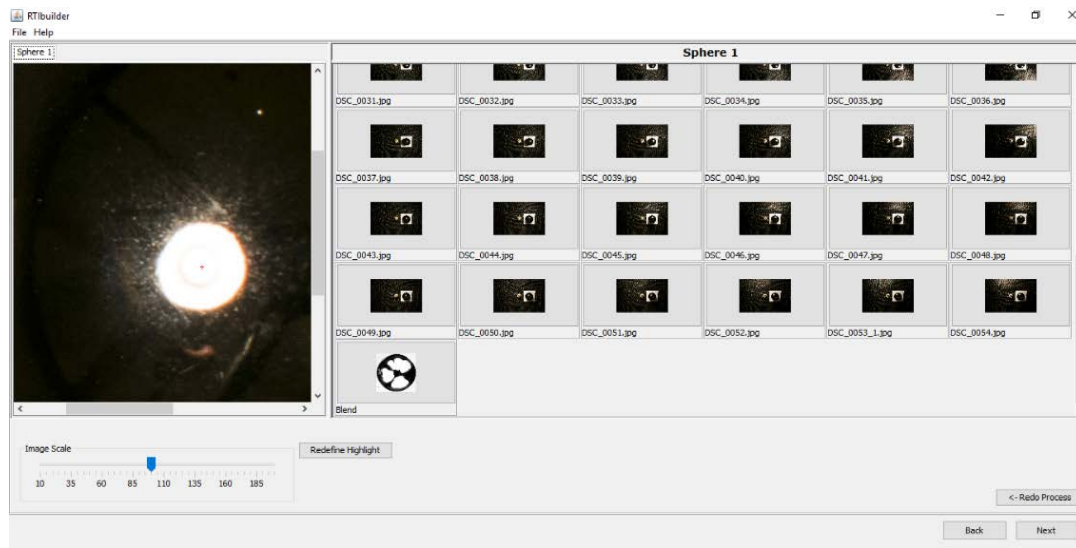 RTIbuilder
File Help
Sphere 1
Sphere 1
DSC_0031.jpg DSC_0032.jpg DSC_0033.jpg DSC_0034.jpg DSC_0035.jpg DSC_0036.jpg
DSC_0037.jpg DSC_0038.jpg DSC_0039.jpg DSC_0040.jpg DSC_0041.jpg DSC_0042.jpg
DSC_0043.jpg DSC_0044.jpg DSC_0045.jpg DSC_0046.jpg DSC_0047.jpg DSC_0048.jpg
DSC_0049.jpg DSC_0050.jpg DSC_0051.jpg DSC_0052.jpg DSC_0053_1.jpg DSC_0054.jpg
Blend
Image Scale
Redefine Highlight
10 35 60 85 110 135 160 185
<- Redo Process
Back Next